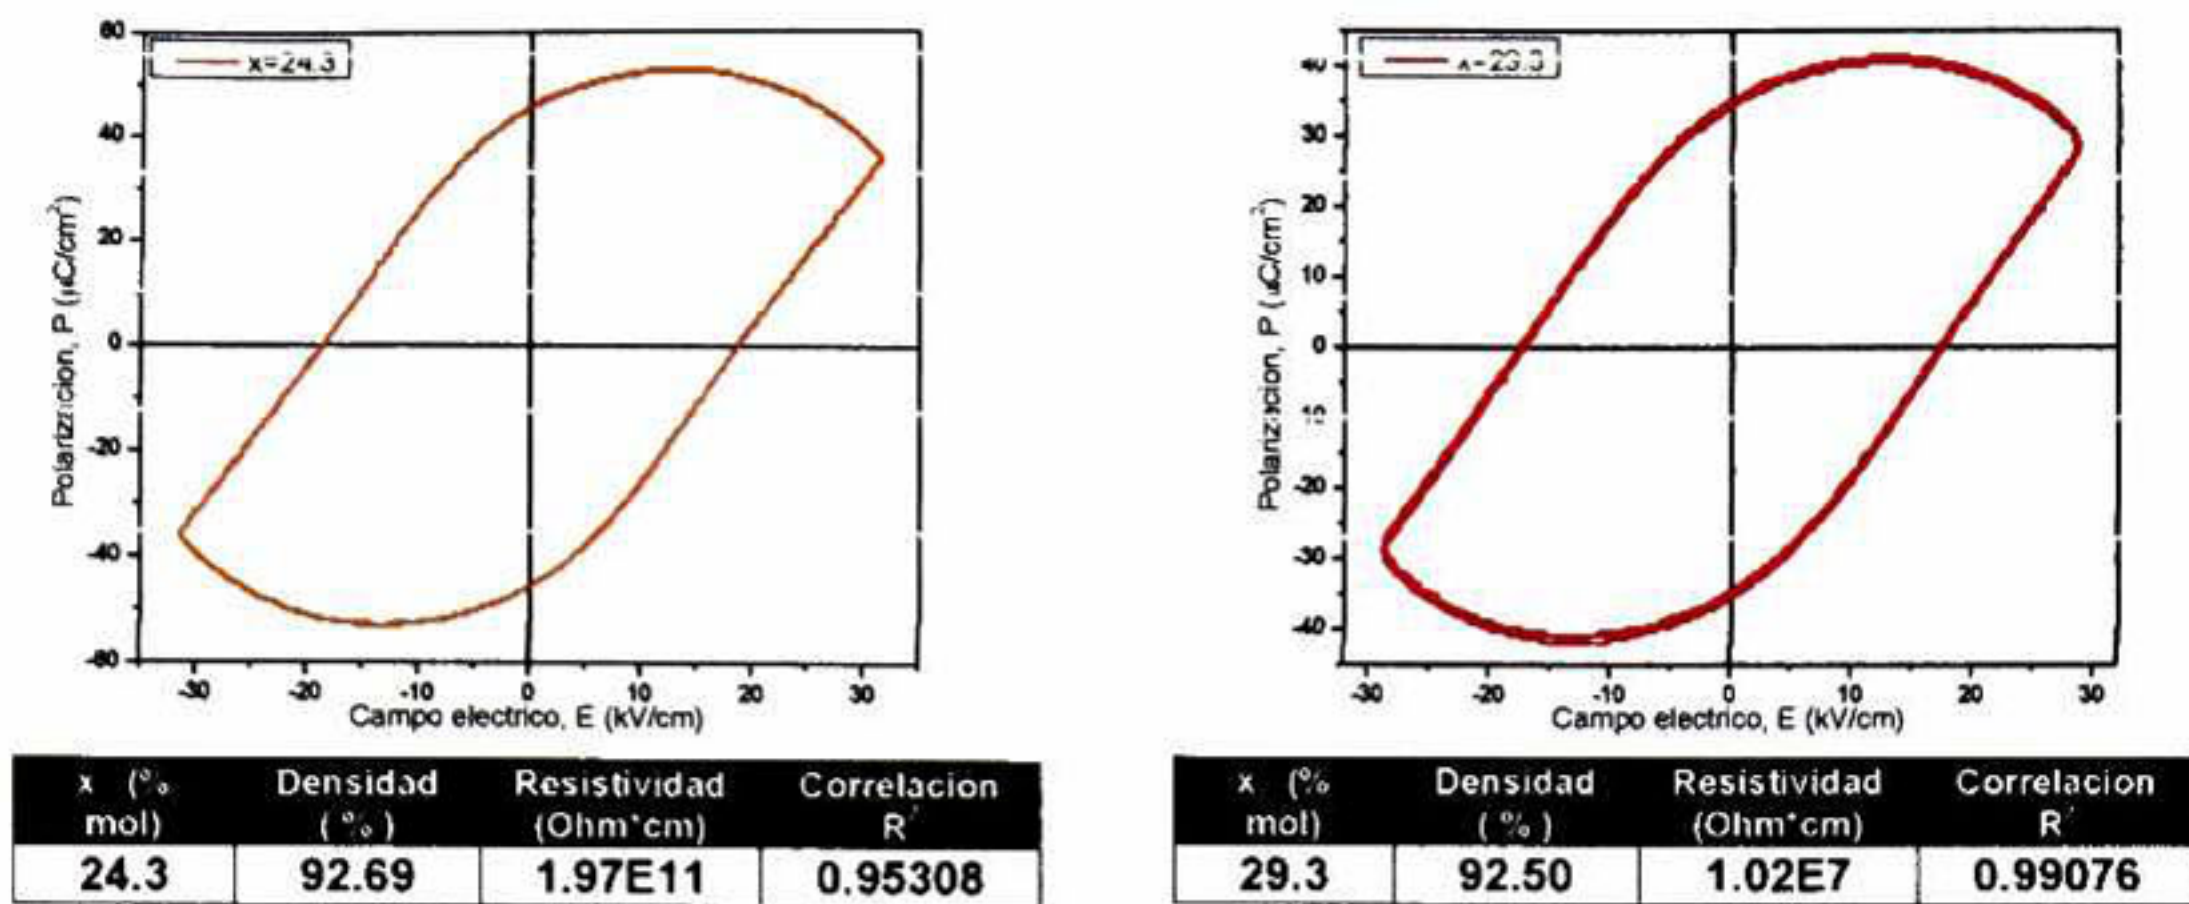 x=24.3
60
40
20
0
-20
-40
-60
-30 -20 -10 0 10 20 30
Polarizacion, P (μC/cm²)
Campo electrico, E (kV/cm)
x (% mol) Densidad (%) Resistividad (Ohm*cm) Correlacion R²
24.3 92.69 1.97E11 0.95308
x=29.3
40
30
20
10
0
10
-20
-30
-40
-30 -20 -10 0 10 20 30
Polarizacion, P (μC/cm²)
Campo electrico, E (kV/cm)
x (% mol) Densidad (%) Resistividad (Ohm*cm) Correlacion R²
29.3 92.50 1.02E7 0.99076